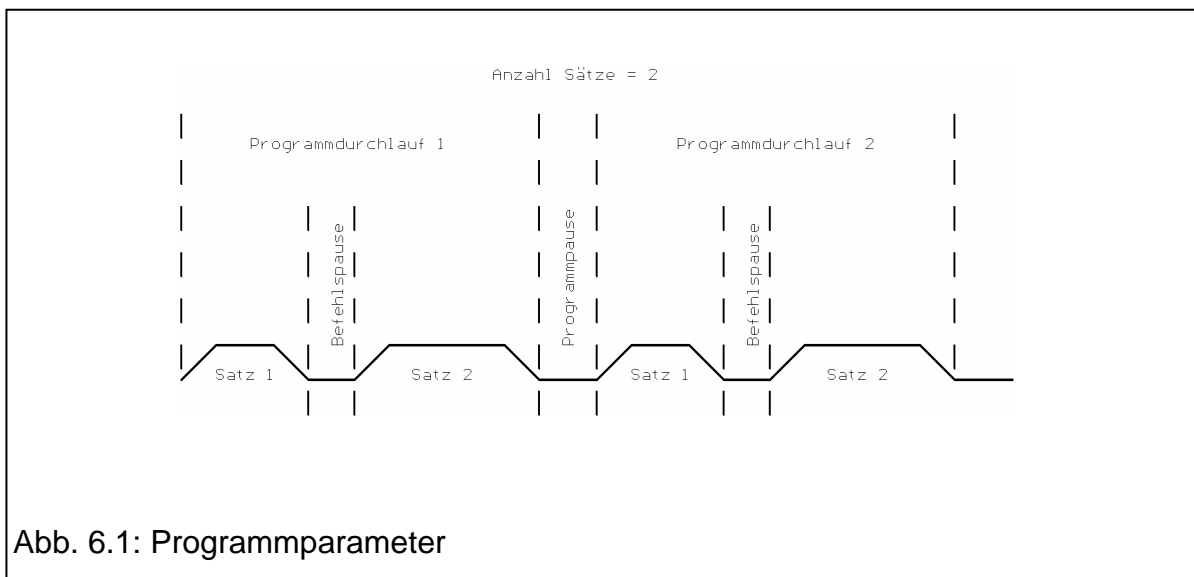 Anzahl Sätze = 2
Programmdurchlauf 1
Programmdurchlauf 2
Befehlspause
Programmpause
Befehlspause
Satz 1
Satz 2
Satz 1
Satz 2
Abb. 6.1: Programmparameter